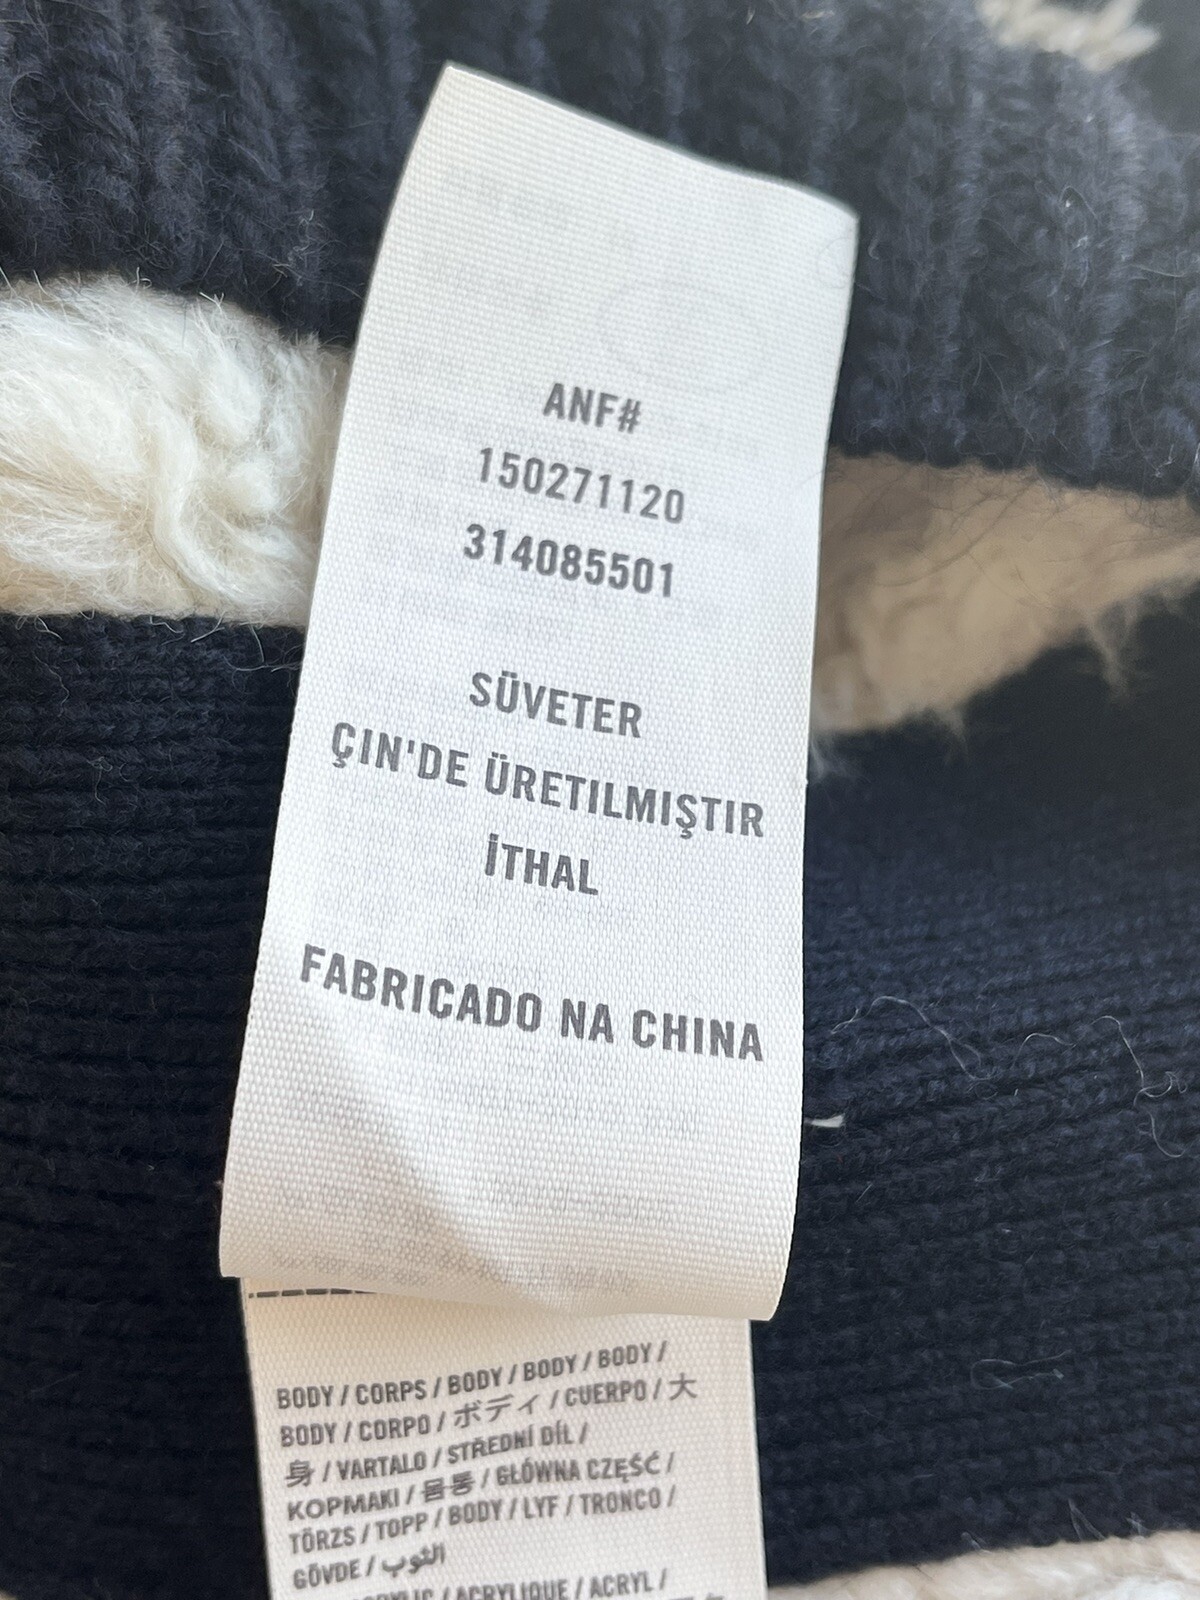 ANF#
150271120
314085501
SÜVETER
ÇIN'DE ÜRETILMIŞTIR
İTHAL
FABRICADO NA CHINA
BODY / CORPS / BODY / BODY / BODY /
BODY / CORPO / ボディ / CUERPO / 大
身 / VARTALO / STŘEDNÍ DÍL /
KOPMAKI / 몸통 / GŁÓWNA CZĘŚĆ /
TÖRZS / TOPP / BODY / LYF / TRONCO /
GÖVDE / الثوب
/ ACRYLIQUE / ACRYL /